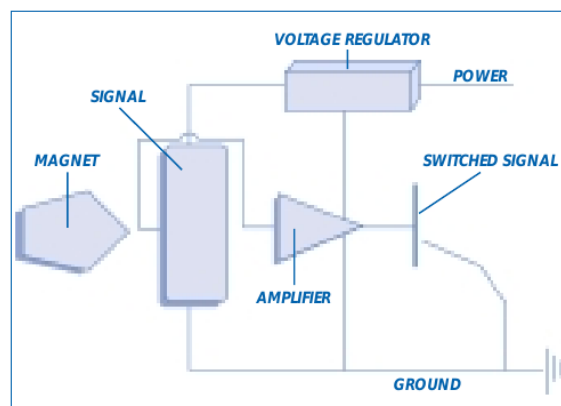 VOLTAGE REGULATOR
POWER
SIGNAL
MAGNET
SWITCHED SIGNAL
AMPLIFIER
GROUND